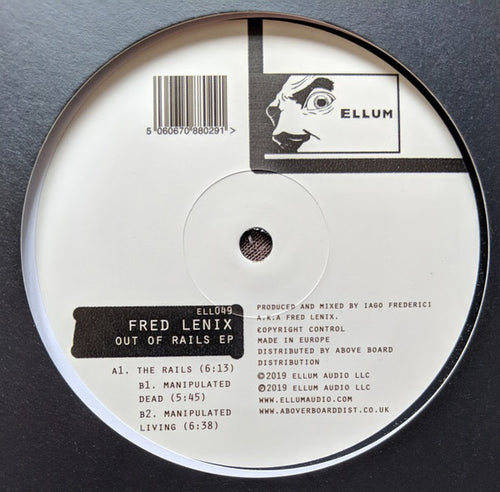 5 060670 880291 >
ELLUM
ELL049
FRED LENIX
OUT OF RAILS EP
A1. THE RAILS (6:13)
B1. MANIPULATED
DEAD (5:45)
B2. MANIPULATED
LIVING (6:38)
PRODUCED AND MIXED BY IAGO FREDERICI
A.K.A FRED LENIX.
COPYRIGHT CONTROL
MADE IN EUROPE
DISTRIBUTED BY ABOVE BOARD
DISTRIBUTION
©2019 ELLUM AUDIO LLC
℗2019 ELLUM AUDIO LLC
WWW.ELLUMAUDIO.COM
WWW.ABOVERBOARDDIST.CO.UK